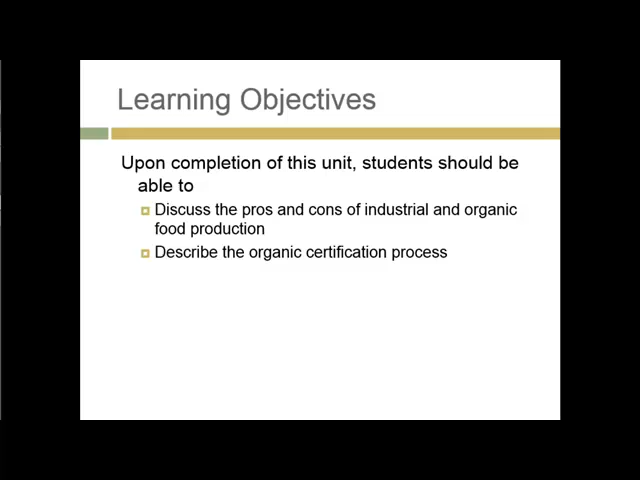 Learning Objectives
Upon completion of this unit, students should be
able to
Discuss the pros and cons of industrial and organic
food production
Describe the organic certification process